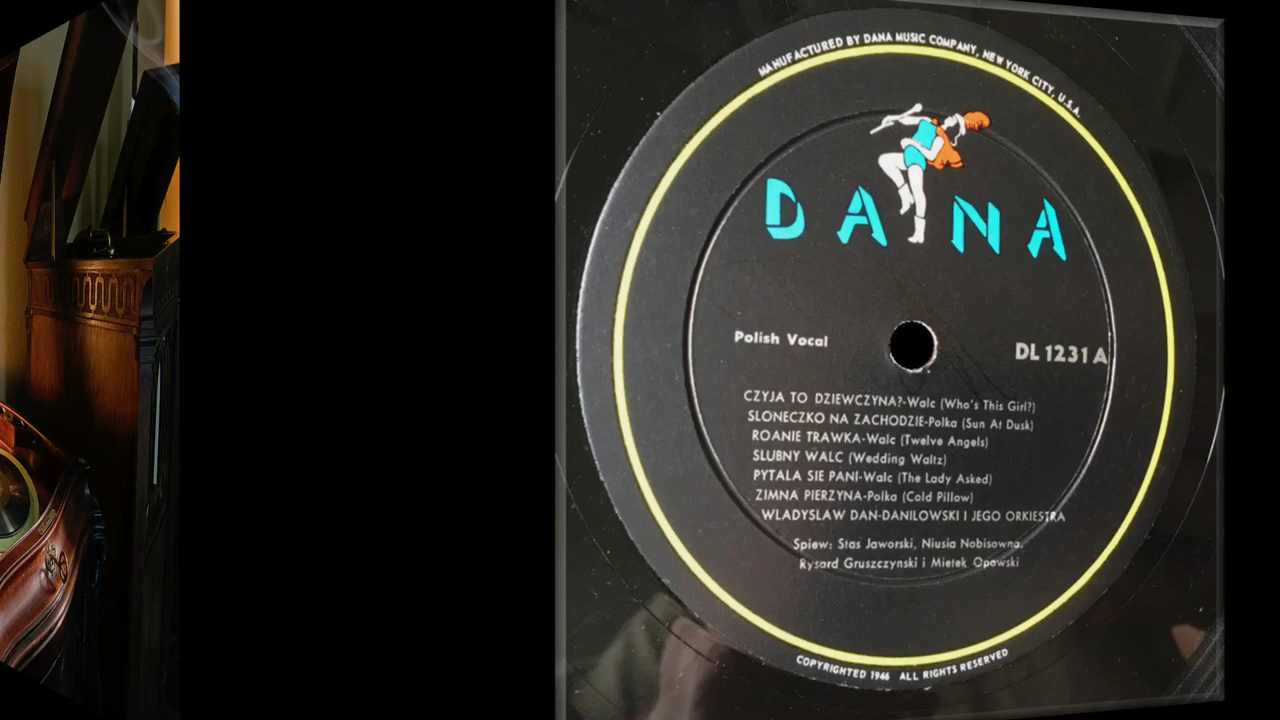 MANUFACTURED BY DANA MUSIC COMPANY, NEW YORK CITY, U.S.A.
DANA
Polish Vocal
DL 1231 A
CZYJA TO DZIEWCZYNA?-Walc (Who's This Girl?)
SLONECZKO NA ZACHODZIE-Polka (Sun At Dusk)
ROANIE TRAWKA-Walc (Twelve Angels)
SLUBNY WALC (Wedding Waltz)
PYTALA SIE PANI-Walc (The Lady Asked)
ZIMNA PIERZYNA-Polka (Cold Pillow)
WLADYSLAW DAN-DANILOWSKI I JEGO ORKIESTRA
Spiew: Stas Jaworski, Niusia Nobisowna,
Rysard Gruszczynski i Mietek Opowski
COPYRIGHTED 1946 ALL RIGHTS RESERVED